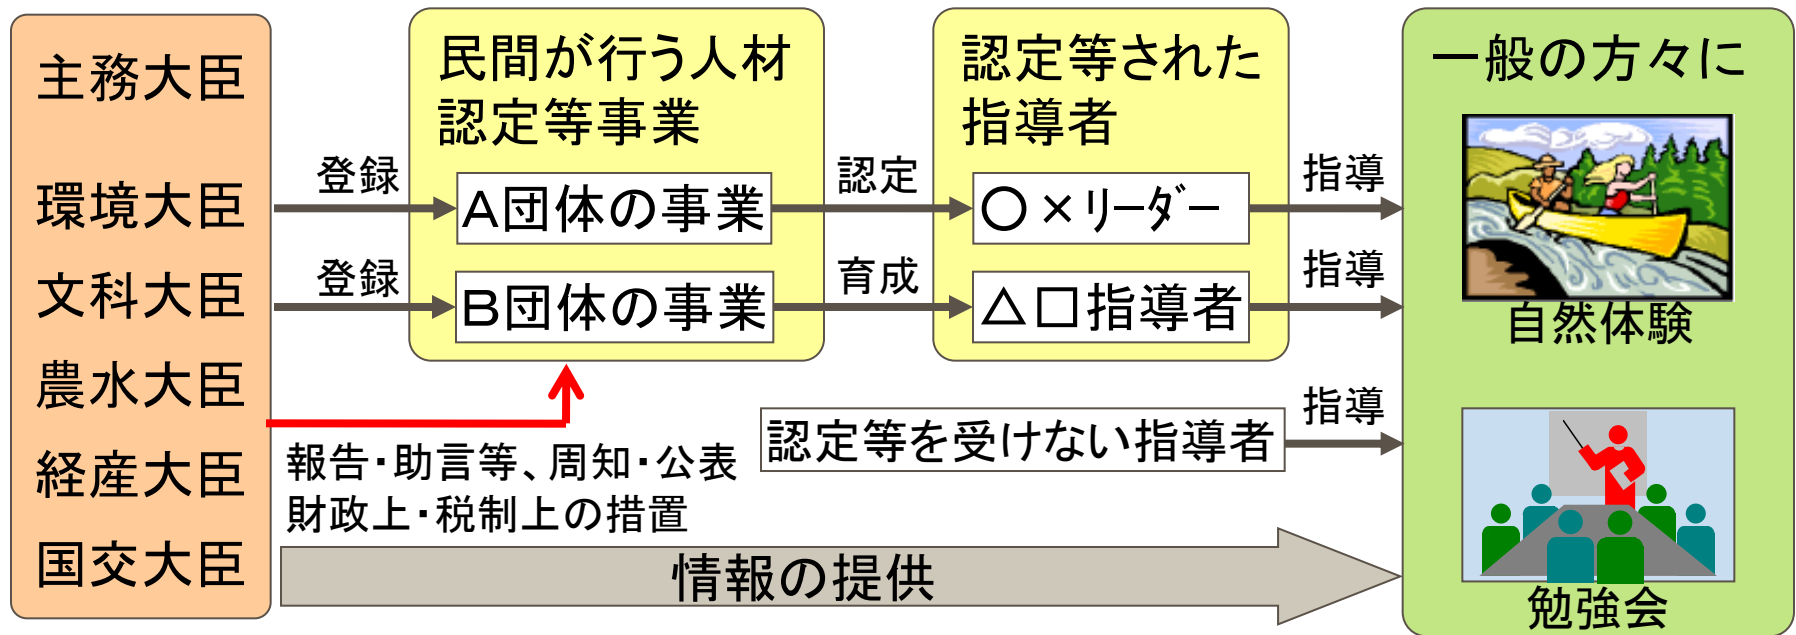 主務大臣
環境大臣
文科大臣
農水大臣
経産大臣
国交大臣
登録
登録
民間が行う人材
認定等事業
Ａ団体の事業
Ｂ団体の事業
報告・助言等、周知・公表
財政上・税制上の措置
認定
育成
認定等された
指導者
〇×ﾘｰﾀﾞｰ
△□指導者
認定等を受けない指導者
指導
指導
指導
情報の提供
一般の方々に
自然体験
勉強会